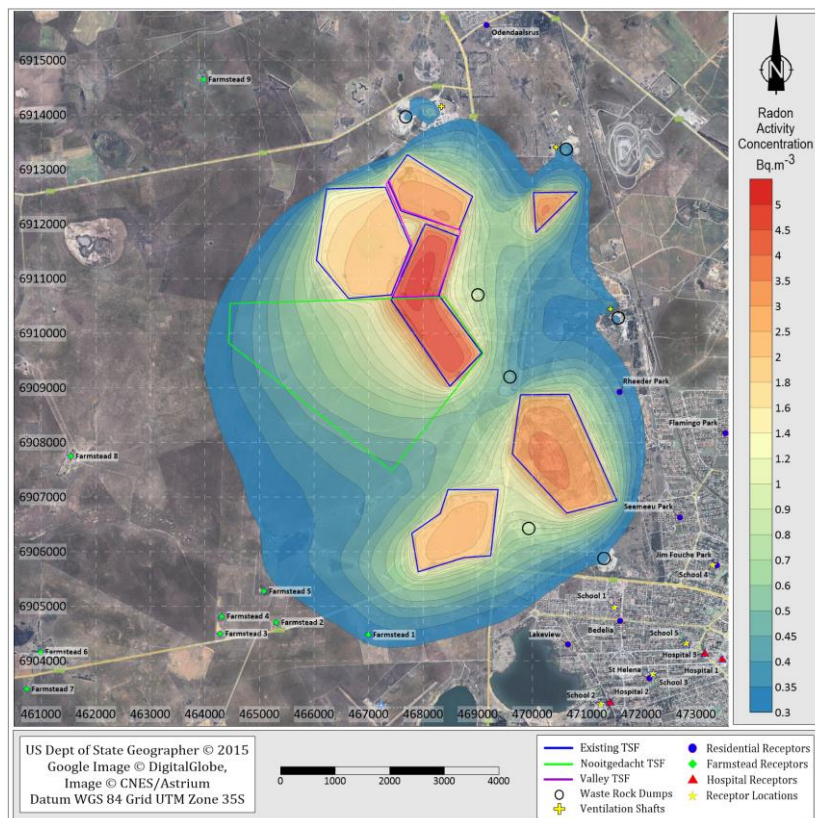 Odendaalsrus
Farmstead 9
Rheeder Park
Flamingo Park
Farmstead 8
Seemeeu Park
Jim Fouche Park
School 4
Farmstead 5
School 1
Farmstead 4
Farmstead 2
Bedelia
Farmstead 3
Farmstead 1
School 5
Lakeview
Farmstead 6
Hospital 3
Hospital 1
St Helena
School 3
Farmstead 7
School 2
Hospital 2
6915000
6914000
6913000
6912000
6911000
6910000
6909000
6908000
6907000
6906000
6905000
6904000
461000 462000 463000 464000 465000 466000 467000 468000 469000 470000 471000 472000 473000
N
Radon
Activity
Concentration
Bq.m-3
5
4.5
4
3.5
3
2.5
2
1.8
1.6
1.4
1.2
1
0.9
0.8
0.7
0.6
0.5
0.45
0.4
0.35
0.3
US Dept of State Geographer © 2015
Google Image © DigitalGlobe,
Image © CNES/Astrium
Datum WGS 84 Grid UTM Zone 35S
0 1000 2000 3000 4000
Existing TSF
Nooitgedacht TSF
Valley TSF
Waste Rock Dumps
Ventilation Shafts
Residential Receptors
Farmstead Receptors
Hospital Receptors
Receptor Locations